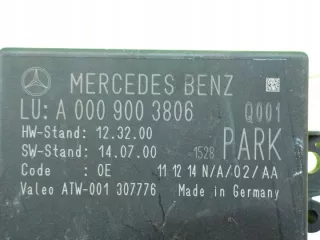 MERCEDES BENZ
LU: A 000 900 3806 Q001
HW-Stand: 12.32.00
SW-Stand: 14.07.00 1528 PARK
Code : 0E 11 12 14 N/A/02/AA
Valeo ATW-001 307776 Made in Germany